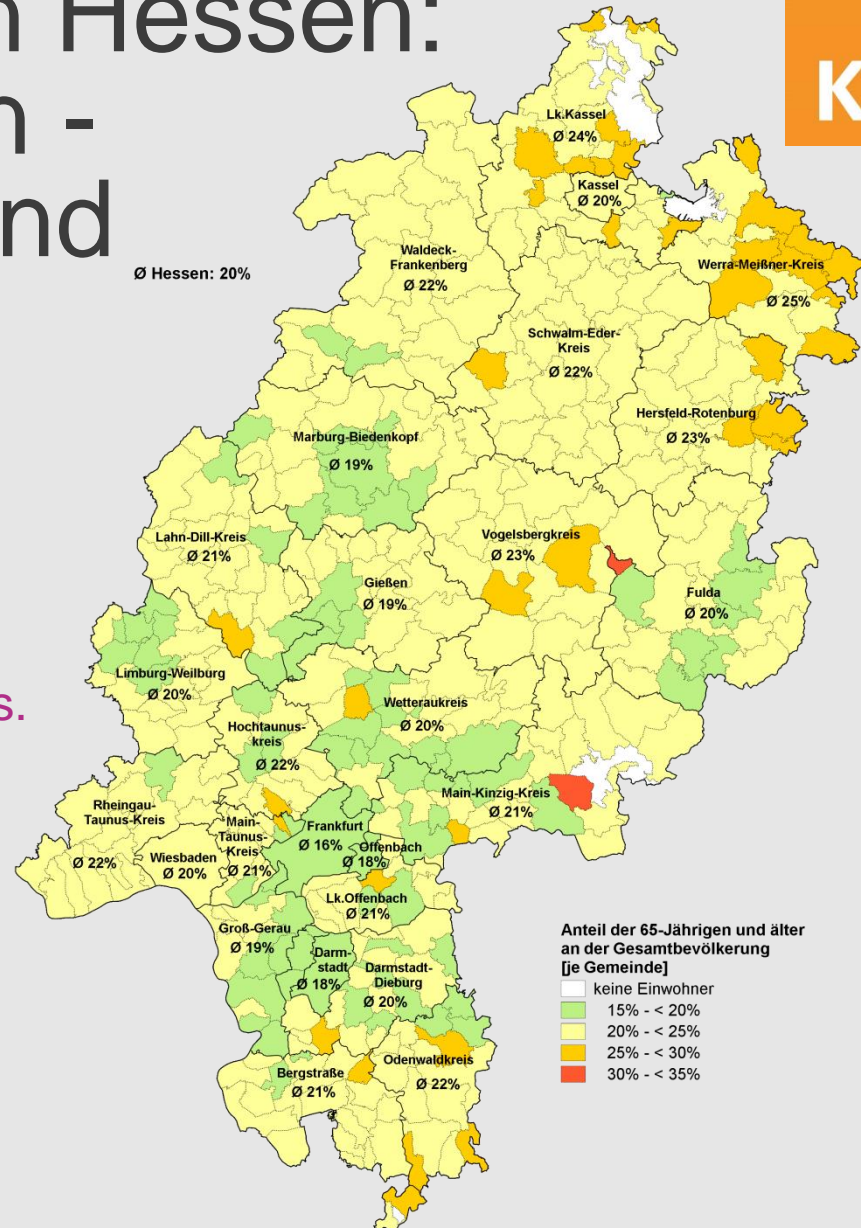 n Hessen:
n -
nd
K
Ø Hessen: 20%
s.
Lk.Kassel
Ø 24%
Kassel
Ø 20%
Waldeck-
Frankenberg
Ø 22%
Werra-Meißner-Kreis
Ø 25%
Schwalm-Eder-
Kreis
Ø 22%
Hersfeld-Rotenburg
Ø 23%
Marburg-Biedenkopf
Ø 19%
Lahn-Dill-Kreis
Ø 21%
Vogelsbergkreis
Ø 23%
Gießen
Ø 19%
Fulda
Ø 20%
Limburg-Weilburg
Ø 20%
Wetteraukreis
Ø 20%
Hochtaunus-
kreis
Ø 22%
Main-Kinzig-Kreis
Ø 21%
Rheingau-
Taunus-Kreis
Ø 22%
Wiesbaden
Ø 20%
Main-
Taunus-
Kreis
Ø 21%
Frankfurt
Ø 16%
Offenbach
Ø 18%
Lk.Offenbach
Ø 21%
Groß-Gerau
Ø 19%
Darm-
stadt
Ø 18%
Darmstadt-
Dieburg
Ø 20%
Bergstraße
Ø 21%
Odenwaldkreis
Ø 22%
Anteil der 65-Jährigen und älter
an der Gesamtbevölkerung
[je Gemeinde]
keine Einwohner
15% - < 20%
20% - < 25%
25% - < 30%
30% - < 35%